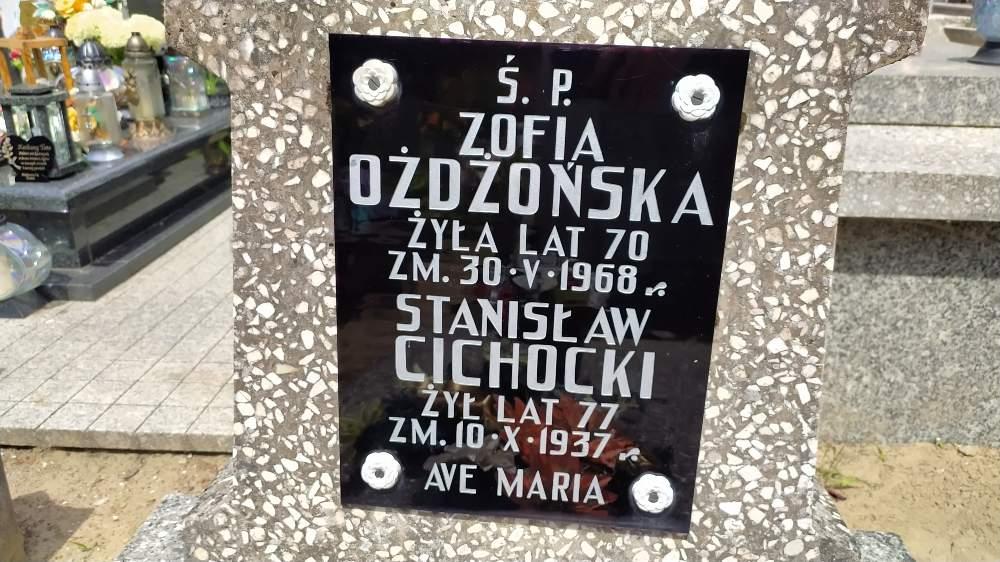 Ś. P.
ZOFIA
OŻDŻOŃSKA
ŻYŁA LAT 70
ZM. 30·V·1968 r.
STANISŁAW
CICHOCKI
ŻYŁ LAT 77
ZM. 10·X·1937 r.
AVE MARIA